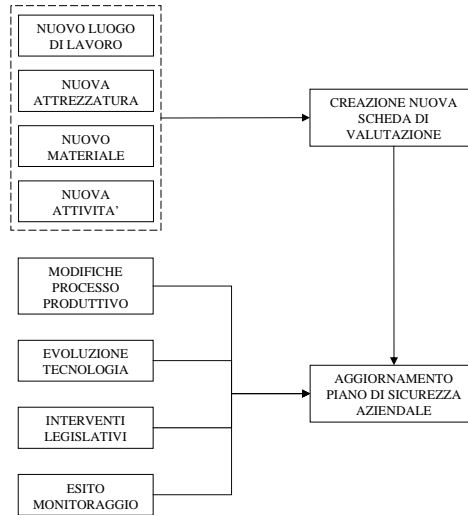 NUOVO LUOGO
DI LAVORO
NUOVA
ATTREZZATURA
NUOVO
MATERIALE
NUOVA
ATTIVITA’
CREAZIONE NUOVA
SCHEDA DI
VALUTAZIONE
MODIFICHE
PROCESSO
PRODUTTIVO
EVOLUZIONE
TECNOLOGIA
INTERVENTI
LEGISLATIVI
ESITO
MONITORAGGIO
AGGIORNAMENTO
PIANO DI SICUREZZA
AZIENDALE